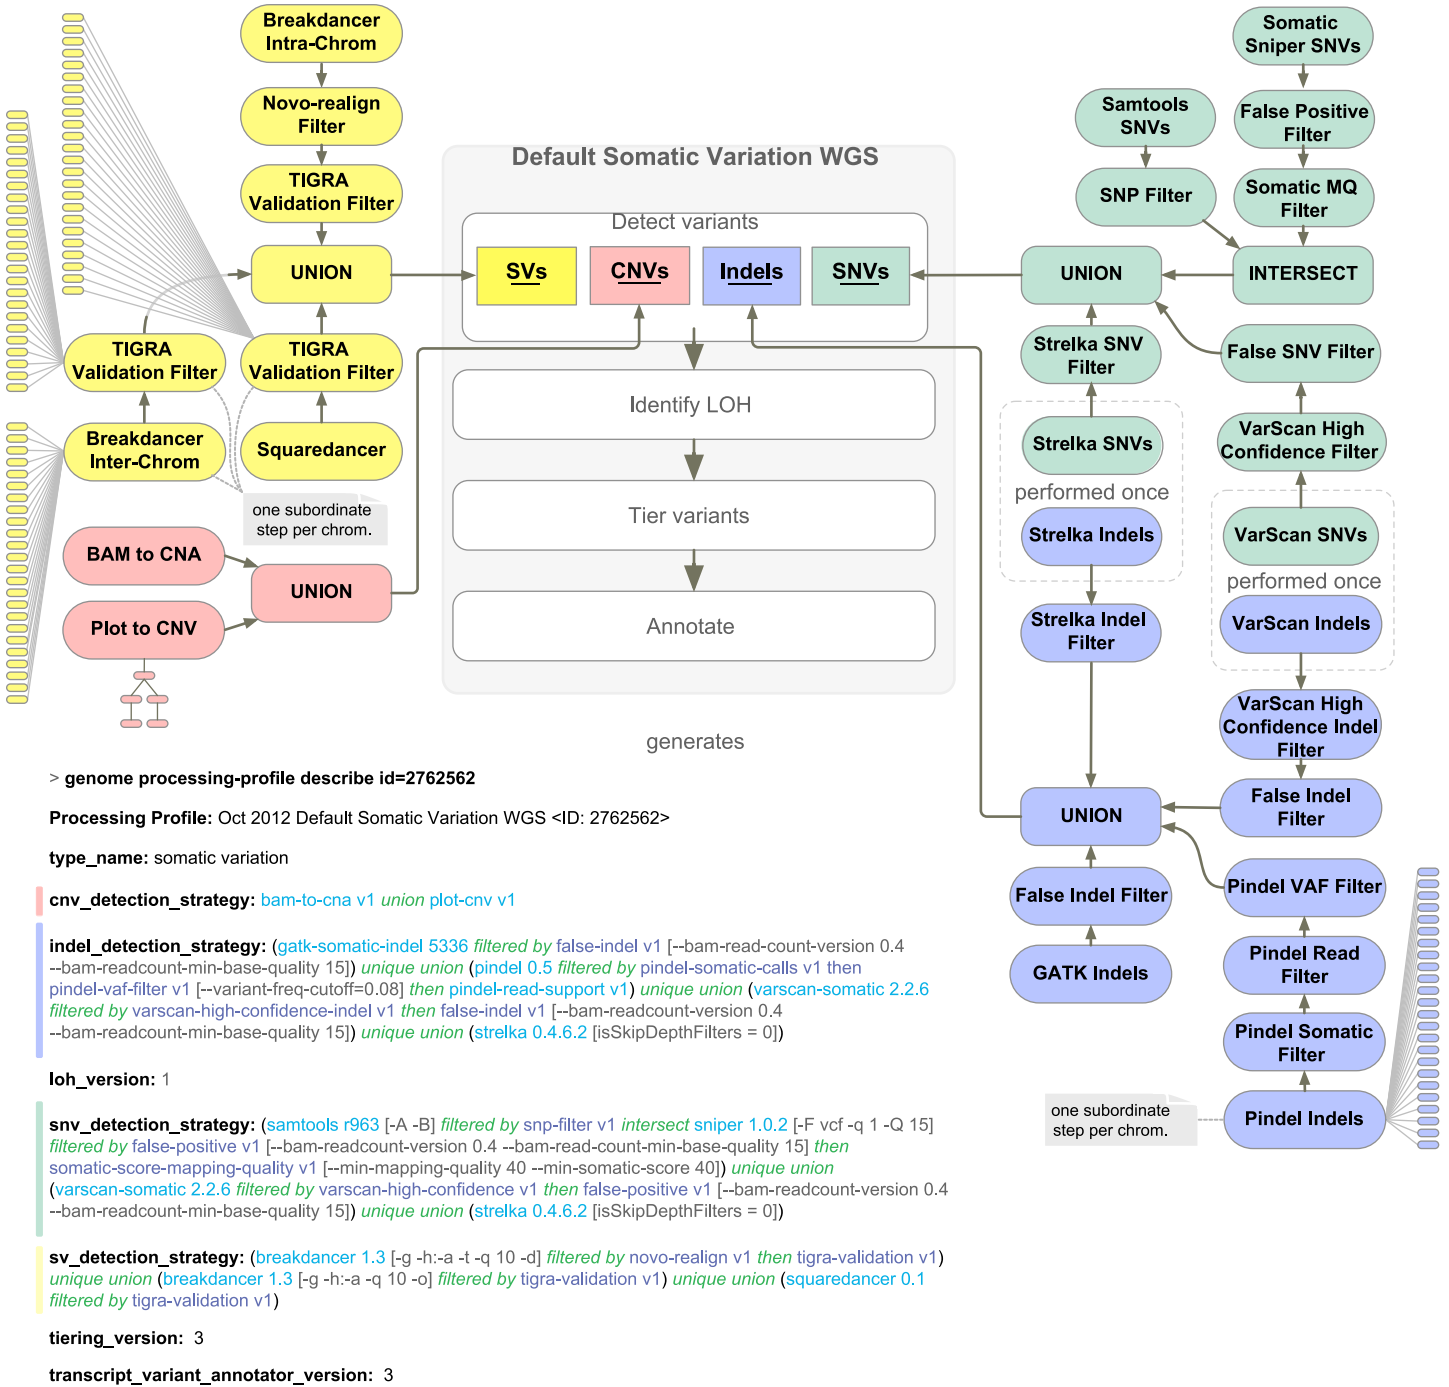 Breakdancer
Intra-Chrom
Novo-realign
Filter
TIGRA
Validation Filter
UNION
TIGRA
Validation Filter
TIGRA
Validation Filter
Breakdancer
Inter-Chrom
Squaredancer
one subordinate
step per chrom.
BAM to CNA
UNION
Plot to CNV
Default Somatic Variation WGS
Detect variants
SVs
CNVs
Indels
SNVs
Identify LOH
Tier variants
Annotate
generates
Somatic
Sniper SNVs
Samtools
SNVs
False Positive
Filter
SNP Filter
Somatic MQ
Filter
UNION
INTERSECT
Strelka SNV
Filter
False SNV Filter
Strelka SNVs
VarScan High
Confidence Filter
performed once
Strelka Indels
VarScan SNVs
performed once
VarScan Indels
Strelka Indel
Filter
VarScan High
Confidence Indel
Filter
UNION
False Indel
Filter
False Indel Filter
Pindel VAF Filter
GATK Indels
Pindel Read
Filter
Pindel Somatic
Filter
one subordinate
step per chrom.
Pindel Indels
> genome processing-profile describe id=2762562
Processing Profile: Oct 2012 Default Somatic Variation WGS <ID: 2762562>
type_name: somatic variation
cnv_detection_strategy: bam-to-cna v1 union plot-cnv v1
indel_detection_strategy: (gatk-somatic-indel 5336 filtered by false-indel v1 [--bam-read-count-version 0.4
--bam-readcount-min-base-quality 15]) unique union (pindel 0.5 filtered by pindel-somatic-calls v1 then
pindel-vaf-filter v1 [--variant-freq-cutoff=0.08] then pindel-read-support v1) unique union (varscan-somatic 2.2.6
filtered by varscan-high-confidence-indel v1 then false-indel v1 [--bam-readcount-version 0.4
--bam-readcount-min-base-quality 15]) unique union (strelka 0.4.6.2 [isSkipDepthFilters = 0])
loh_version: 1
snv_detection_strategy: (samtools r963 [-A -B] filtered by snp-filter v1 intersect sniper 1.0.2 [-F vcf -q 1 -Q 15]
filtered by false-positive v1 [--bam-readcount-version 0.4 --bam-read-count-min-base-quality 15] then
somatic-score-mapping-quality v1 [--min-mapping-quality 40 --min-somatic-score 40]) unique union
(varscan-somatic 2.2.6 filtered by varscan-high-confidence v1 then false-positive v1 [--bam-readcount-version 0.4
--bam-readcount-min-base-quality 15]) unique union (strelka 0.4.6.2 [isSkipDepthFilters = 0])
sv_detection_strategy: (breakdancer 1.3 [-g -h:-a -t -q 10 -d] filtered by novo-realign v1 then tigra-validation v1)
unique union (breakdancer 1.3 [-g -h:-a -q 10 -o] filtered by tigra-validation v1) unique union (squaredancer 0.1
filtered by tigra-validation v1)
tiering_version: 3
transcript_variant_annotator_version: 3